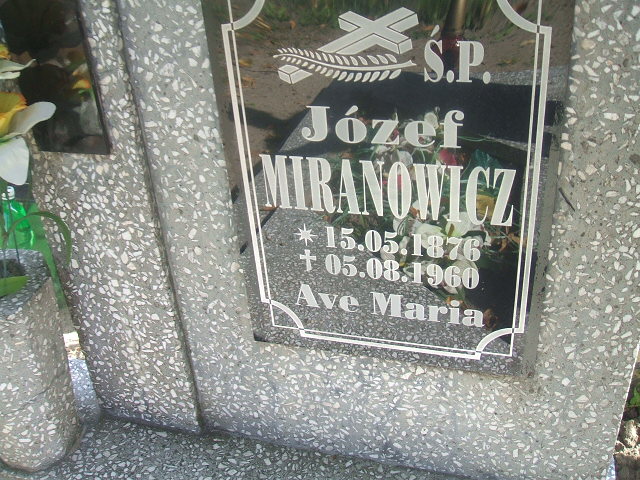 Ś.P.
Józef
MIRANOWICZ
* 15.05.1876
† 05.08.1960
Ave Maria